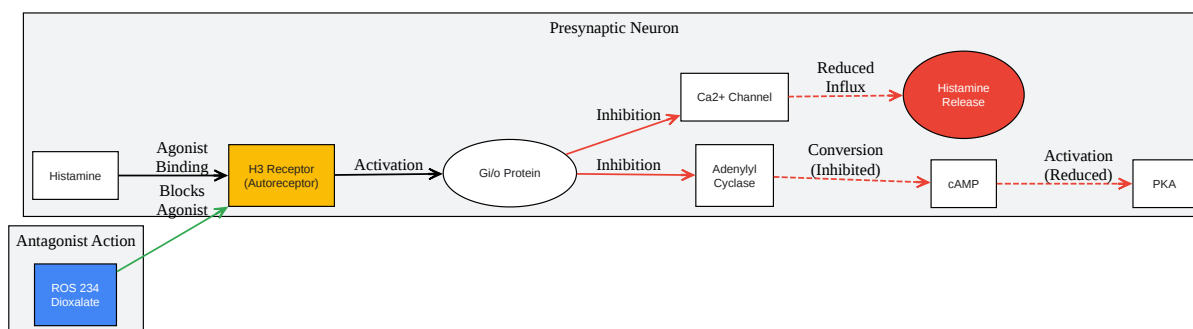 Presynaptic Neuron
Reduced
Influx
Histamine
Release
Ca2+ Channel
Inhibition
Agonist
Binding
H3 Receptor
(Autoreceptor)
Activation
Gi/o Protein
Inhibition
Adenylyl
Cyclase
Conversion
(Inhibited)
cAMP
Activation
(Reduced)
PKA
Histamine
Blocks
Agonist
Antagonist Action
ROS 234
Dioxalate